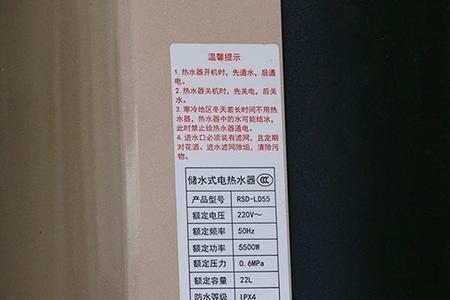 温馨提示
1.热水器开机时，先通水，后通
电。
2.热水器关机时，先关电，后关
水。
3.寒冷地区冬天若长时间不用热
水器，热水器中的水可能结冰，
此时禁止给热水器通电。
4.进水口必须装有滤网，且定期
对花洒、进水滤网除垢，清除污
物。
储水式电热水器 CCC
产品型号 RSD-LD55
额定电压 220V～
额定频率 50Hz
额定功率 5500W
额定压力 0.6MPa
额定容量 22L
防水等级 IPX4